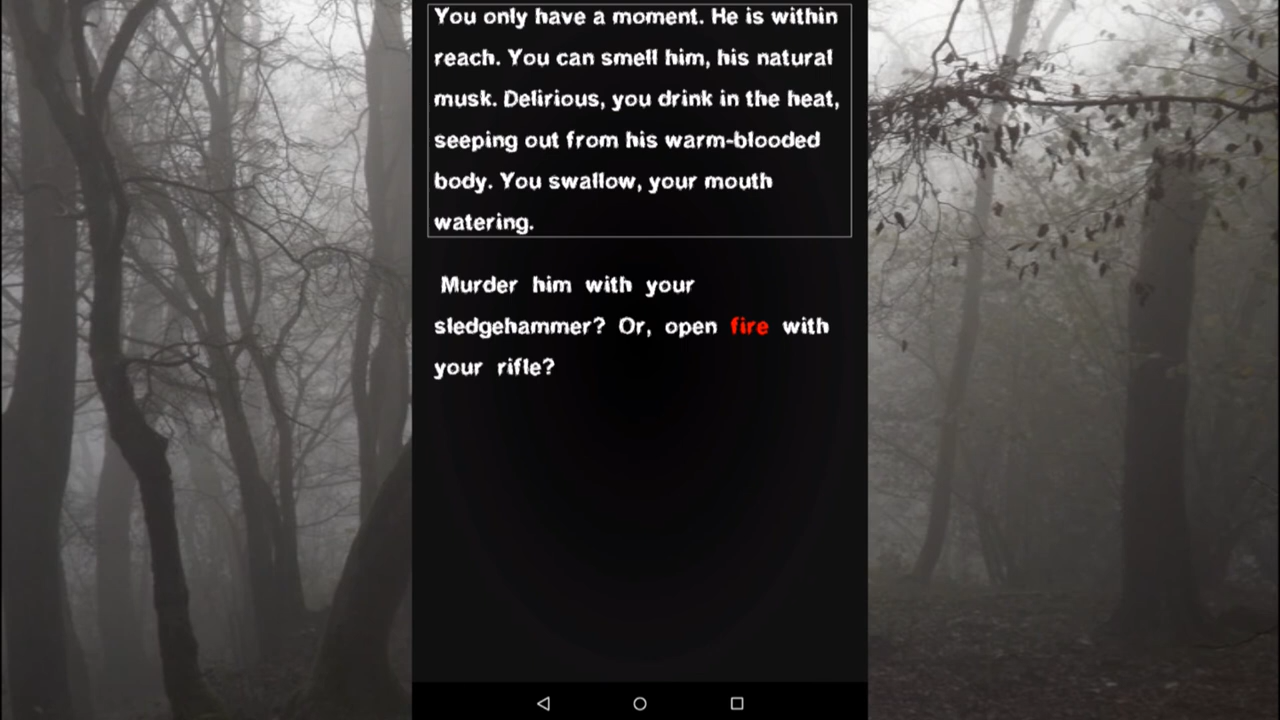 You only have a moment. He is within
reach. You can smell him, his natural
musk. Delirious, you drink in the heat,
seeping out from his warm-blooded
body. You swallow, your mouth
watering.
Murder him with your
sledgehammer? Or, open fire with
your rifle?